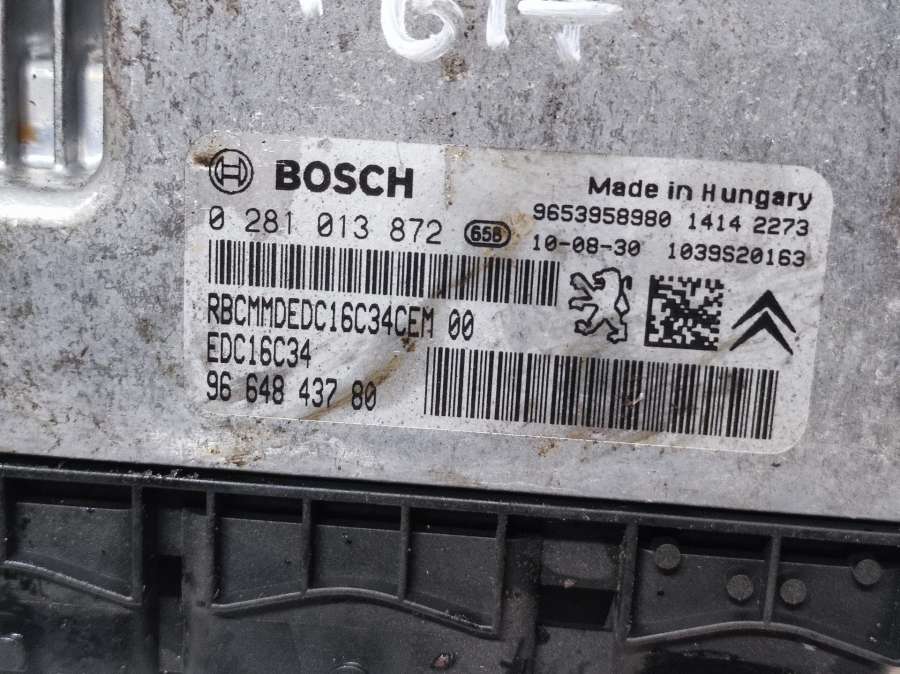 BOSCH
Made in Hungary
0 281 013 872 656
9653958980 1414 2273
10-08-30 1039S20163
RBCMMDEDC16C34CEM 00
EDC16C34
96 648 437 80